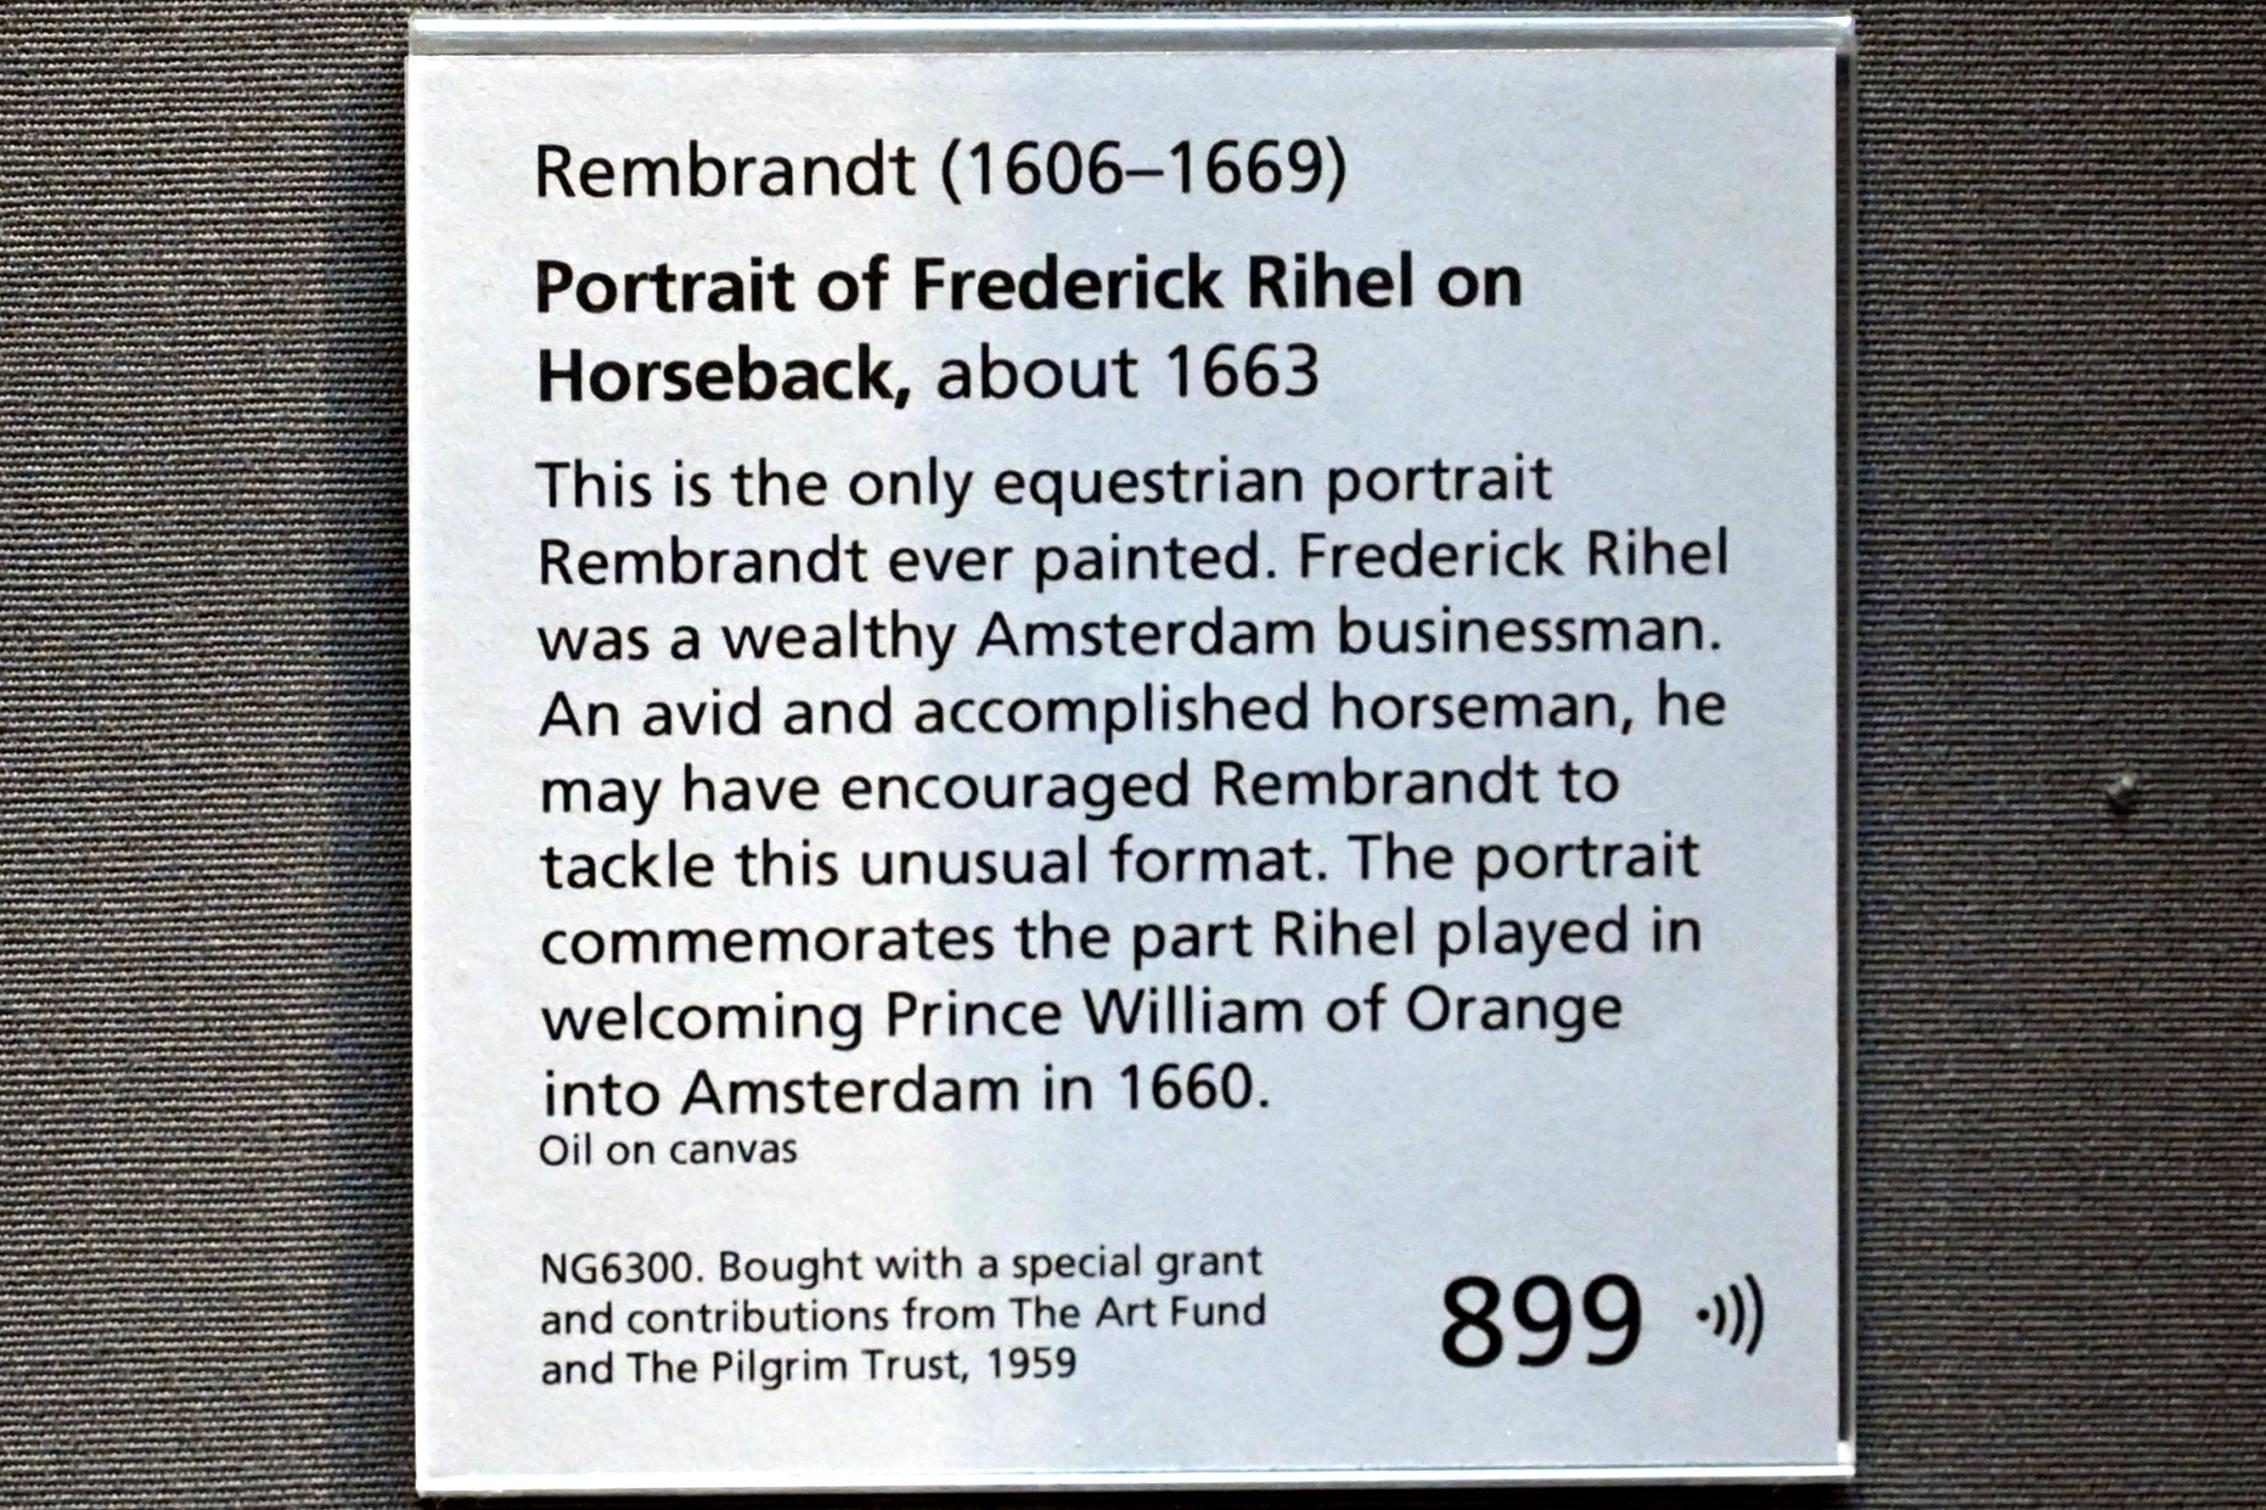 Rembrandt (1606–1669)
Portrait of Frederick Rihel on
Horseback, about 1663
This is the only equestrian portrait
Rembrandt ever painted. Frederick Rihel
was a wealthy Amsterdam businessman.
An avid and accomplished horseman, he
may have encouraged Rembrandt to
tackle this unusual format. The portrait
commemorates the part Rihel played in
welcoming Prince William of Orange
into Amsterdam in 1660.
Oil on canvas
NG6300. Bought with a special grant
and contributions from The Art Fund
and The Pilgrim Trust, 1959
899